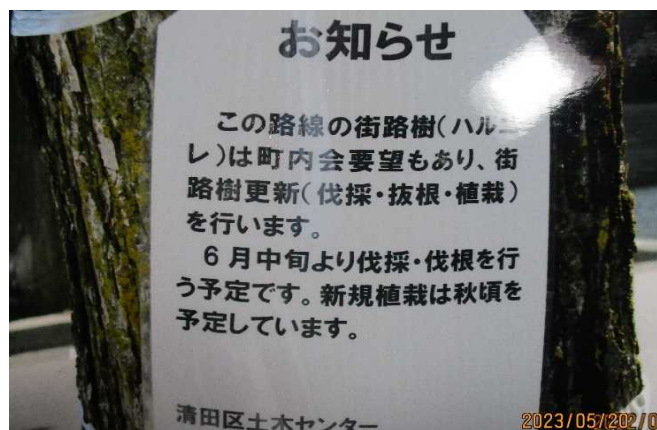 お知らせ
この路線の街路樹(ハルニ
レ)は町内会要望もあり、街
路樹更新(伐採・抜根・植栽)
を行います。
6月中旬より伐採・伐根を行
う予定です。新規植栽は秋頃を
予定しています。
清田区土木センター
2023/05/